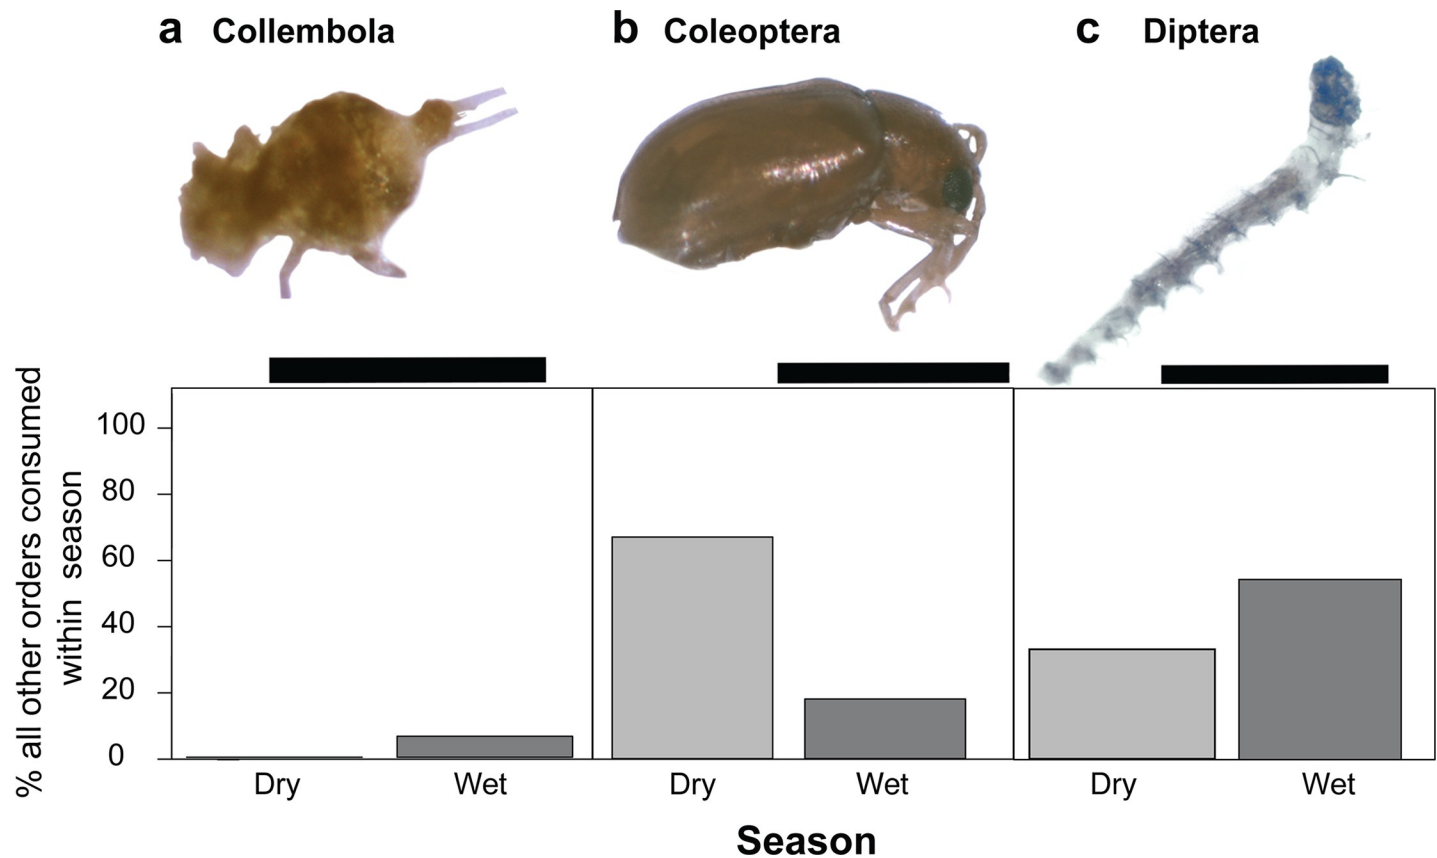 a Collembola
b Coleoptera
c Diptera
% all other orders consumed
within season
100
80
60
40
20
0
Dry
Wet
Dry
Wet
Dry
Wet
Season